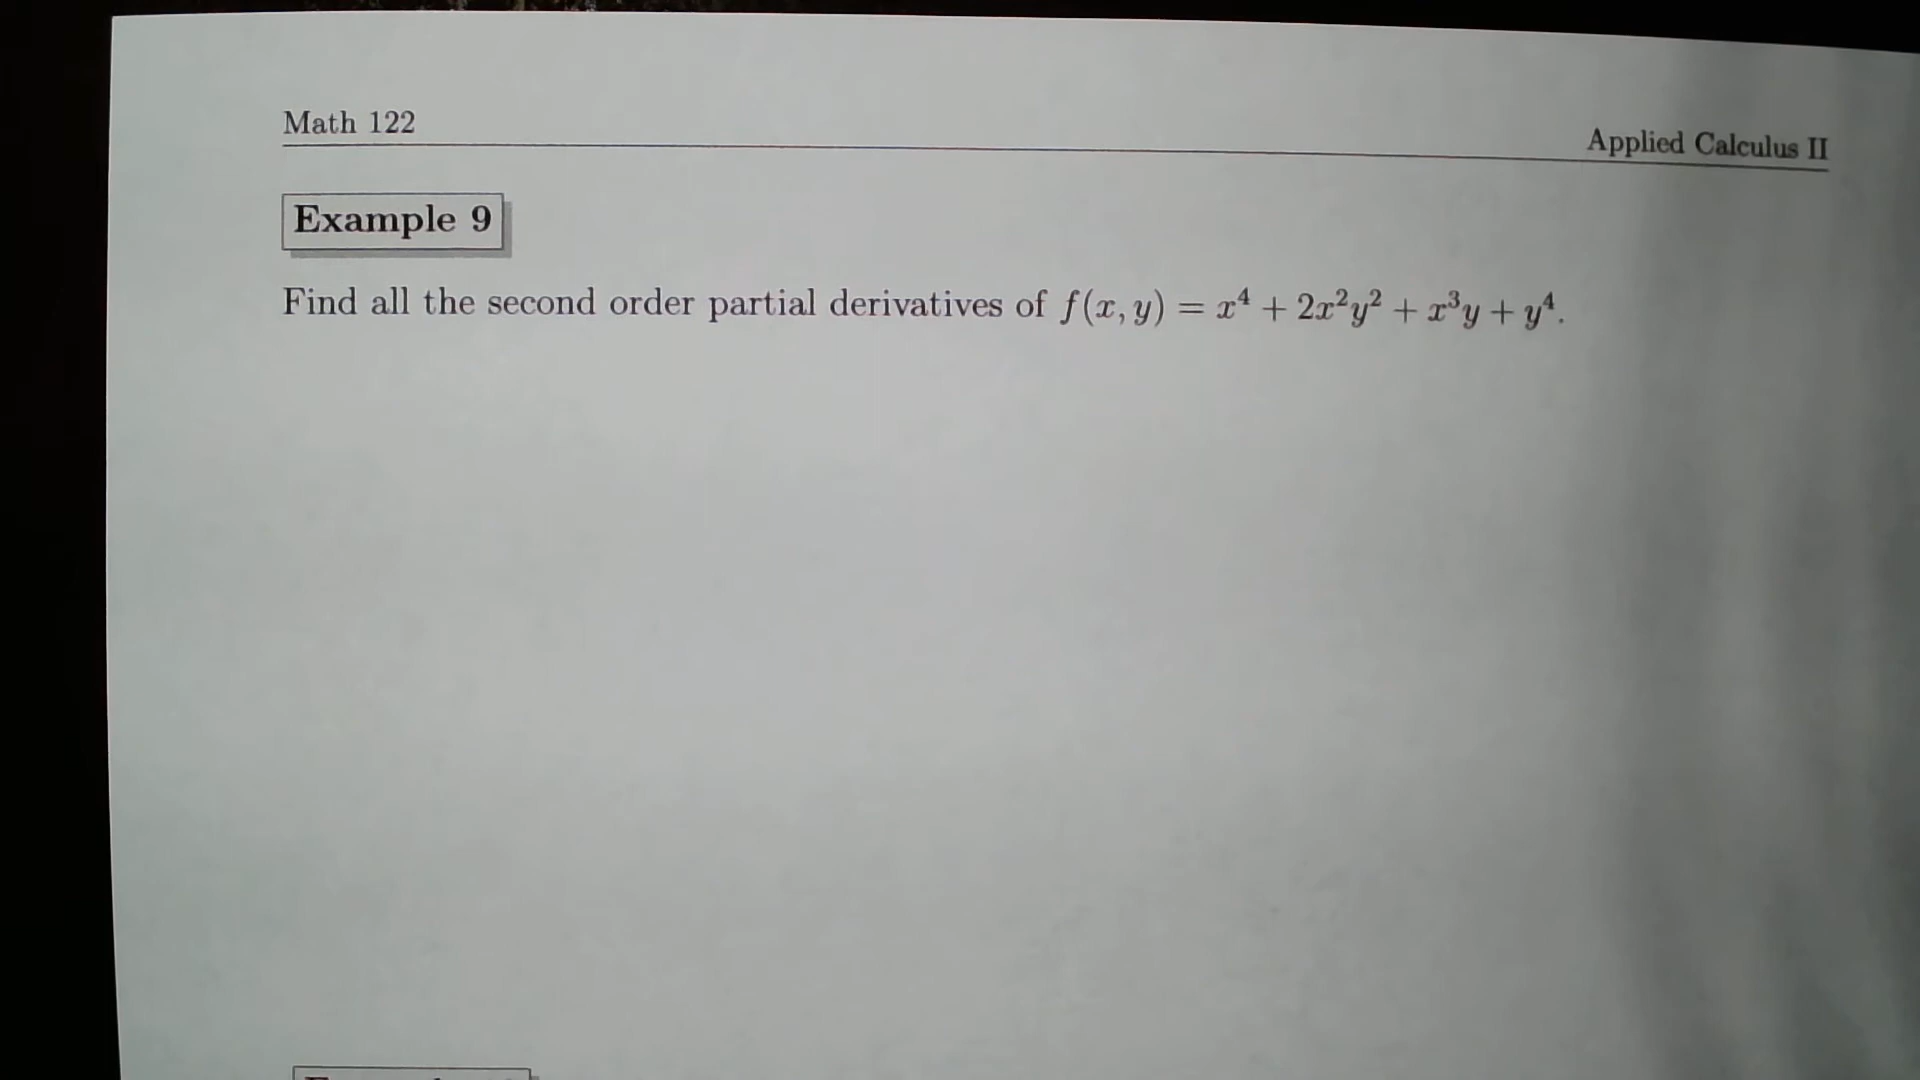 Math 122
Applied Calculus II
Example 9
Find all the second order partial derivatives of f(x, y) = x⁴ + 2x²y² + x³y + y⁴.